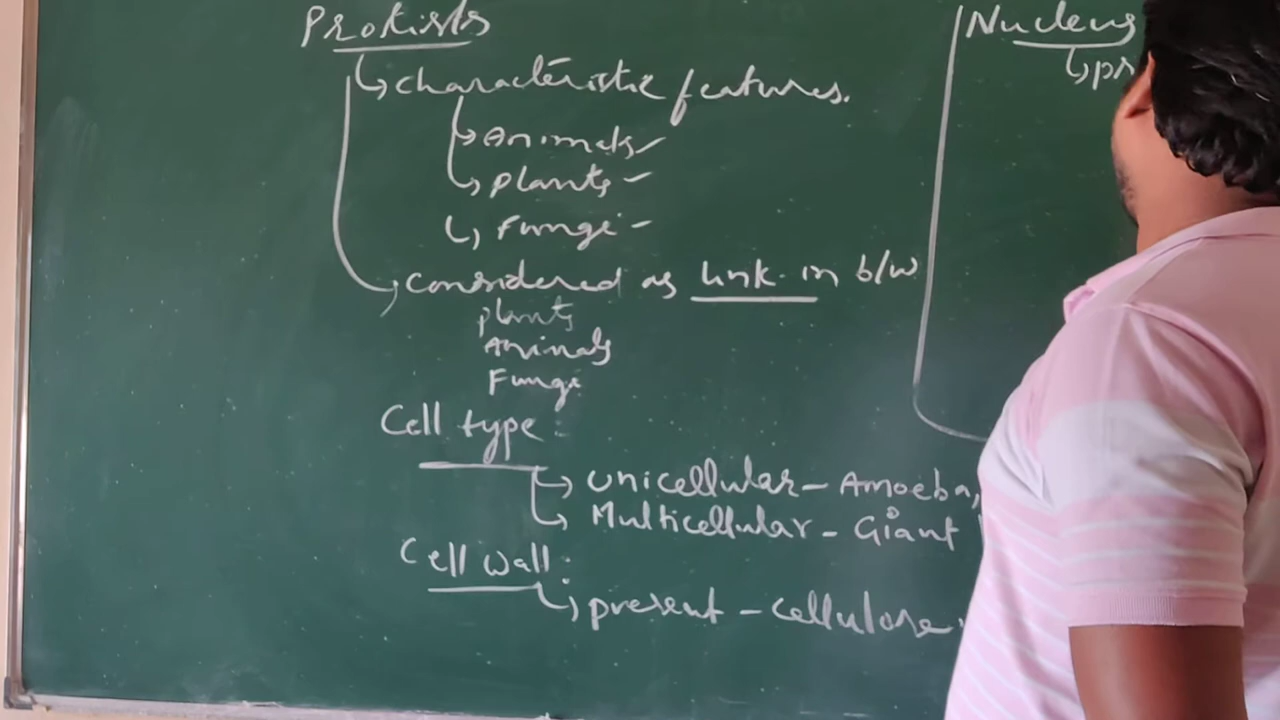 Protists
characteristic features.
Animals
plants
Fungi
Considered as link in b/w
plants
Animals
Fungi
Cell type
Unicellular - Amoeba,
Multicellular - Giant
Cell wall:
present - cellulose
Nucleus